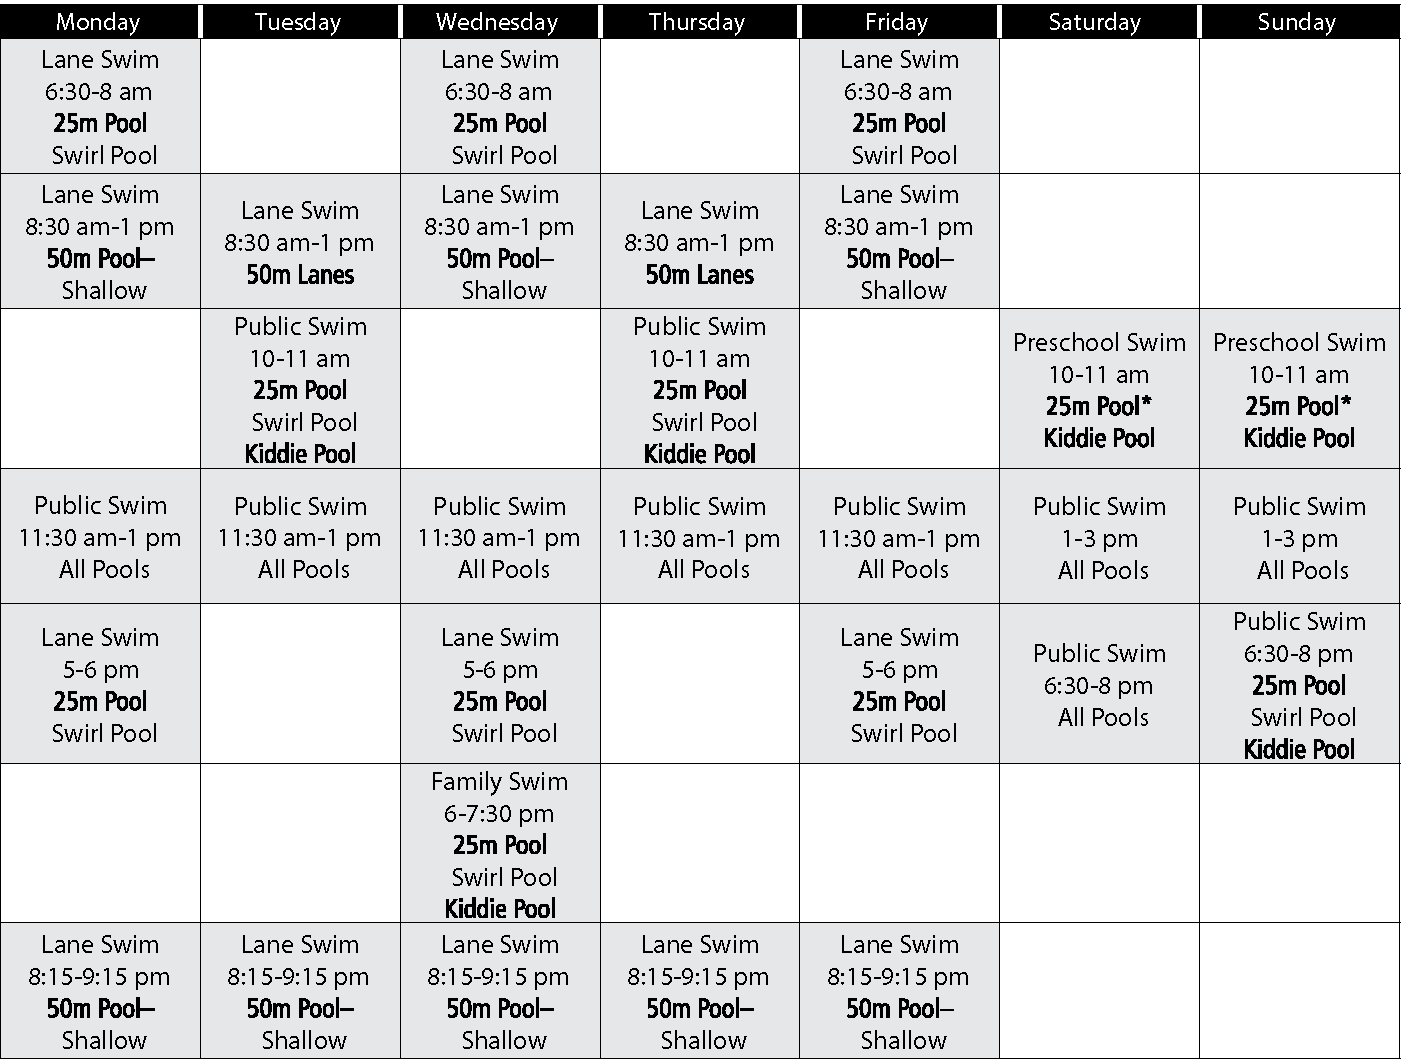 Monday Tuesday Wednesday Thursday Friday Saturday Sunday
Lane Swim
6:30-8 am
25m Pool
Swirl Pool
Lane Swim
6:30-8 am
25m Pool
Swirl Pool
Lane Swim
6:30-8 am
25m Pool
Swirl Pool
Lane Swim
8:30 am-1 pm
50m Pool–
Shallow
Lane Swim
8:30 am-1 pm
50m Lanes
Lane Swim
8:30 am-1 pm
50m Pool–
Shallow
Lane Swim
8:30 am-1 pm
50m Lanes
Lane Swim
8:30 am-1 pm
50m Pool–
Shallow
Public Swim
10-11 am
25m Pool
Swirl Pool
Kiddie Pool
Public Swim
10-11 am
25m Pool
Swirl Pool
Kiddie Pool
Preschool Swim
10-11 am
25m Pool*
Kiddie Pool
Preschool Swim
10-11 am
25m Pool*
Kiddie Pool
Public Swim
11:30 am-1 pm
All Pools
Public Swim
11:30 am-1 pm
All Pools
Public Swim
11:30 am-1 pm
All Pools
Public Swim
11:30 am-1 pm
All Pools
Public Swim
11:30 am-1 pm
All Pools
Public Swim
1-3 pm
All Pools
Public Swim
1-3 pm
All Pools
Lane Swim
5-6 pm
25m Pool
Swirl Pool
Lane Swim
5-6 pm
25m Pool
Swirl Pool
Lane Swim
5-6 pm
25m Pool
Swirl Pool
Public Swim
6:30-8 pm
All Pools
Public Swim
6:30-8 pm
25m Pool
Swirl Pool
Kiddie Pool
Family Swim
6-7:30 pm
25m Pool
Swirl Pool
Kiddie Pool
Lane Swim
8:15-9:15 pm
50m Pool–
Shallow
Lane Swim
8:15-9:15 pm
50m Pool–
Shallow
Lane Swim
8:15-9:15 pm
50m Pool–
Shallow
Lane Swim
8:15-9:15 pm
50m Pool–
Shallow
Lane Swim
8:15-9:15 pm
50m Pool–
Shallow